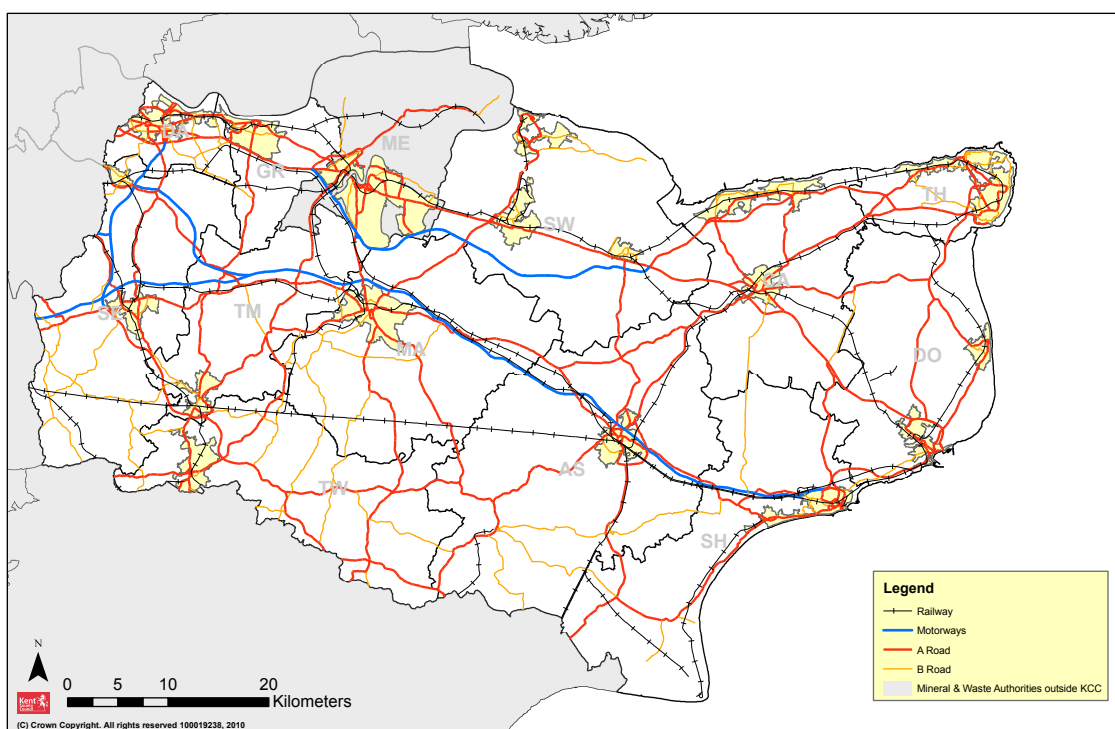 DA
GR
ME
SW
TH
SE
TM
MA
CA
DO
AS
TW
SH
Legend
Railway
Motorways
A Road
B Road
Mineral & Waste Authorities outside KCC
N
0 5 10 20
Kilometers
Kent
County
Council
(C) Crown Copyright. All rights reserved 100019238, 2010